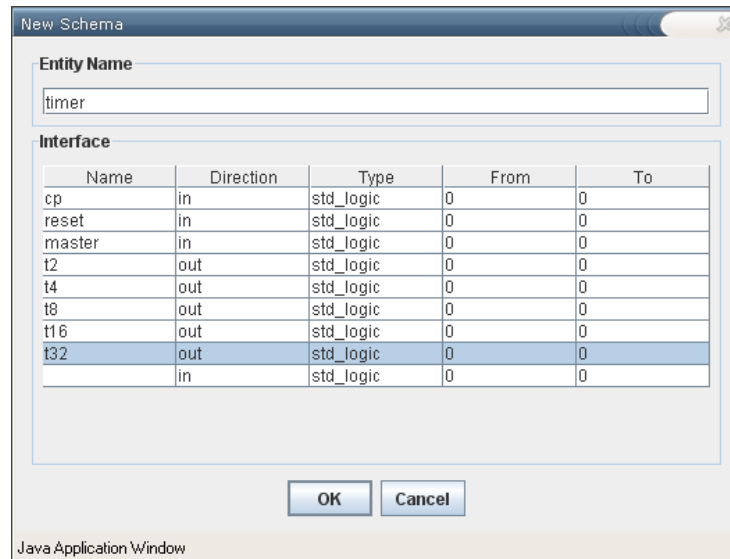 New Schema
Entity Name
timer
Interface
Name Direction Type From To
cp in std_logic 0 0
reset in std_logic 0 0
master in std_logic 0 0
t2 out std_logic 0 0
t4 out std_logic 0 0
t8 out std_logic 0 0
t16 out std_logic 0 0
t32 out std_logic 0 0
in std_logic 0 0
OK Cancel
Java Application Window